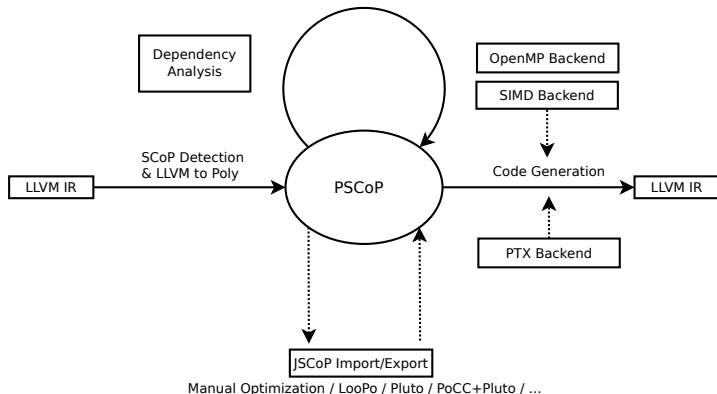 Dependency
Analysis
OpenMP Backend
SIMD Backend
SCoP Detection
& LLVM to Poly
Code Generation
LLVM IR
PSCoP
LLVM IR
PTX Backend
JSCoP Import/Export
Manual Optimization / LooPo / Pluto / PoCC+Pluto / ...